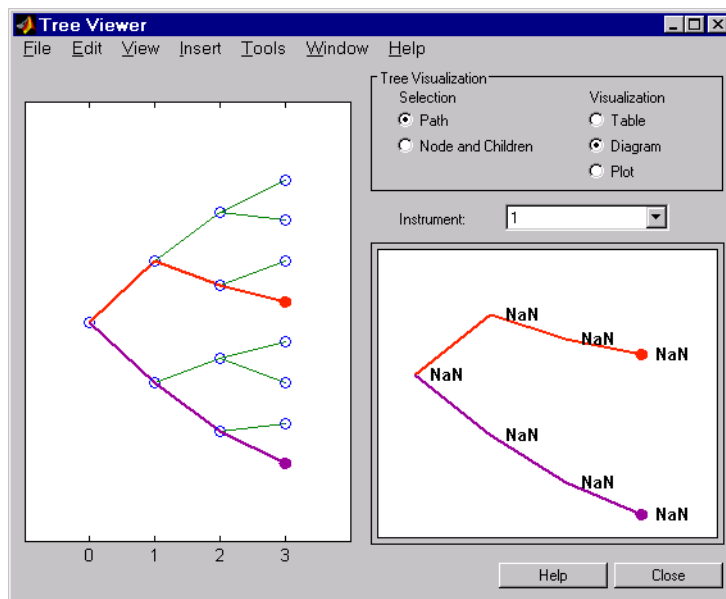 Tree Viewer
File Edit View Insert Tools Window Help
Tree Visualization
Selection
Path
Node and Children
Visualization
Table
Diagram
Plot
Instrument: 1
NaN
NaN
NaN
NaN
NaN
NaN
NaN
0 1 2 3
Help Close